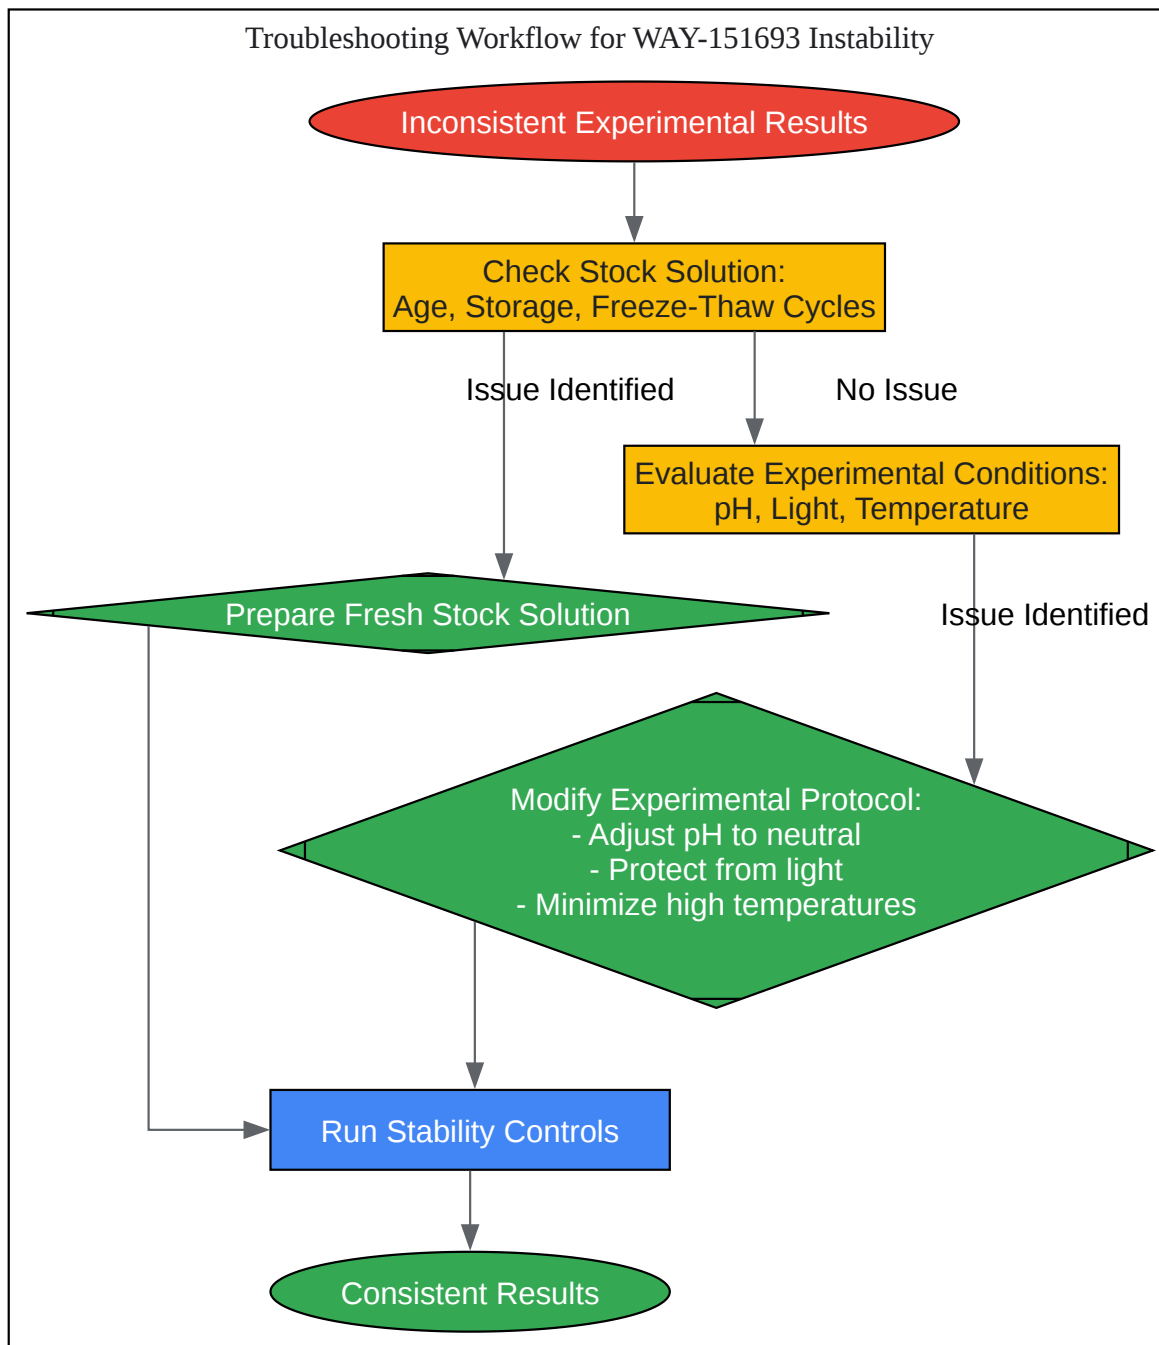 Troubleshooting Workflow for WAY-151693 Instability
Inconsistent Experimental Results
Check Stock Solution:
Age, Storage, Freeze-Thaw Cycles
Issue Identified
No Issue
Evaluate Experimental Conditions:
pH, Light, Temperature
Prepare Fresh Stock Solution
Issue Identified
Modify Experimental Protocol:
- Adjust pH to neutral
- Protect from light
- Minimize high temperatures
Run Stability Controls
Consistent Results